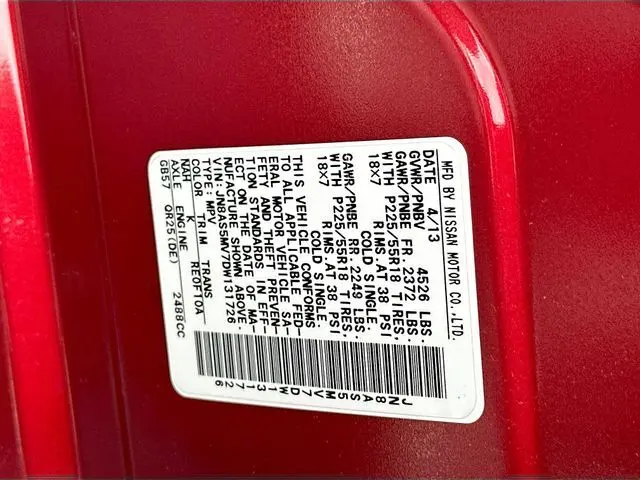 MFD BY NISSAN MOTOR CO.,LTD.
DATE 4/13
GVWR/PNBV 4526 LBS.
GAWR/PNBE FR. 2372 LBS.
WITH P225/55R18 TIRES,
18X7 RIMS.AT 38 PSI
COLD SINGLE.
GAWR/PNBE RR. 2249 LBS.
WITH P225/55R18 TIRES,
18X7 RIMS.AT 38 PSI
COLD SINGLE.
THIS VEHICLE CONFORMS
TO ALL APPLICABLE FED-
ERAL MOTOR VEHICLE SA-
FETY AND THEFT PREVEN-
TION STANDARDS IN EFF-
ECT ON THE DATE OF MA-
NUFACTURE SHOWN ABOVE.
VIN:JN8AS5MV7DW131726
TYPE:MPV
COLOR TRIM TRANS
NAH K RE0F10A
AXLE ENGINE
GB57 QR25(DE) 2488CC
JN8AS5MV7DW131726